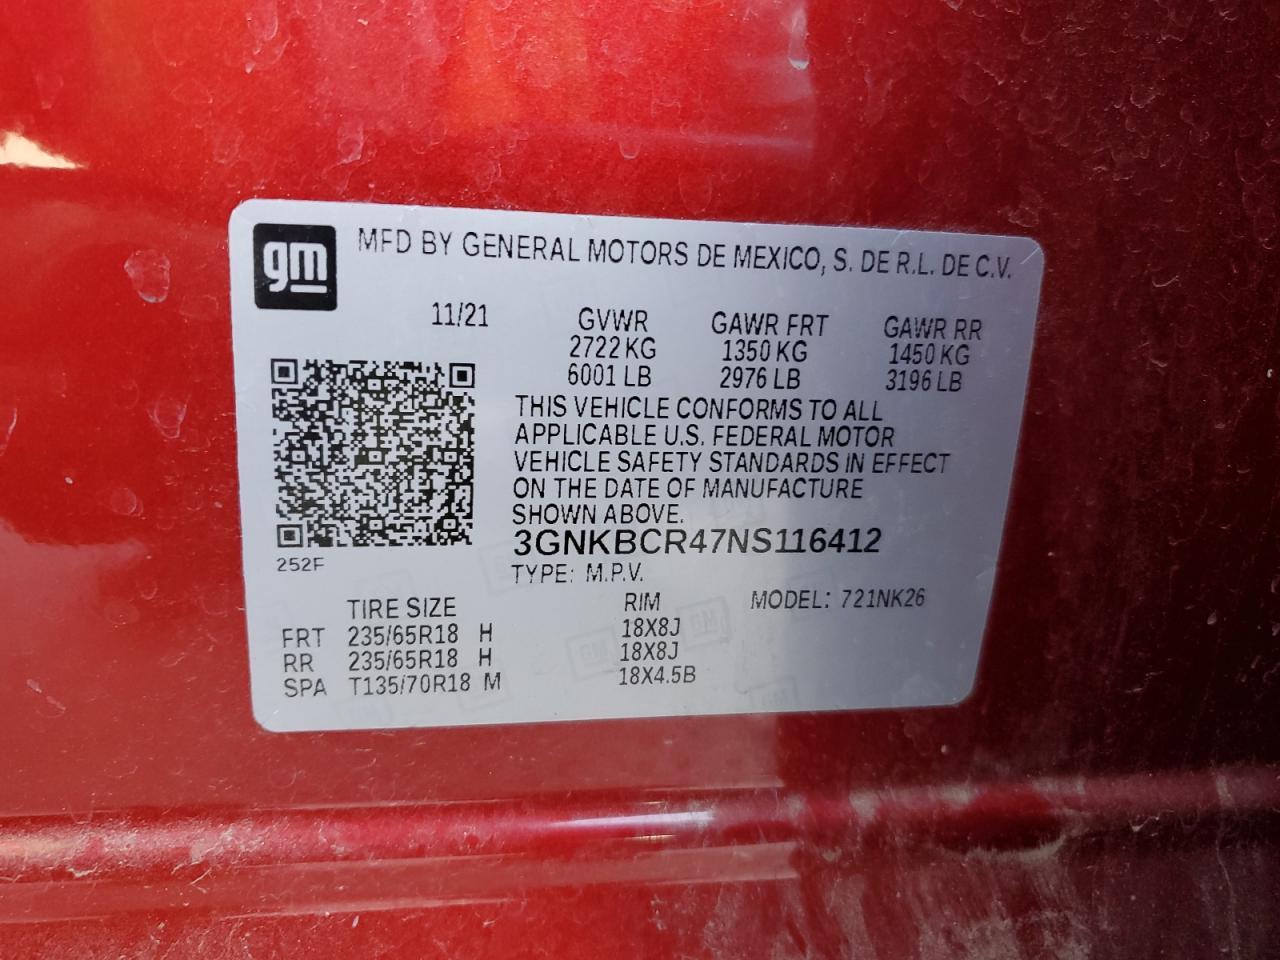 gm MFD BY GENERAL MOTORS DE MEXICO, S. DE R.L. DE C.V.
11/21 GVWR GAWR FRT GAWR RR
2722 KG 1350 KG 1450 KG
6001 LB 2976 LB 3196 LB
THIS VEHICLE CONFORMS TO ALL
APPLICABLE U.S. FEDERAL MOTOR
VEHICLE SAFETY STANDARDS IN EFFECT
ON THE DATE OF MANUFACTURE
SHOWN ABOVE.
3GNKBCR47NS116412
252F
TYPE: M.P.V.
TIRE SIZE RIM MODEL: 721NK26
FRT 235/65R18 H 18X8J
RR 235/65R18 H 18X8J
SPA T135/70R18 M 18X4.5B